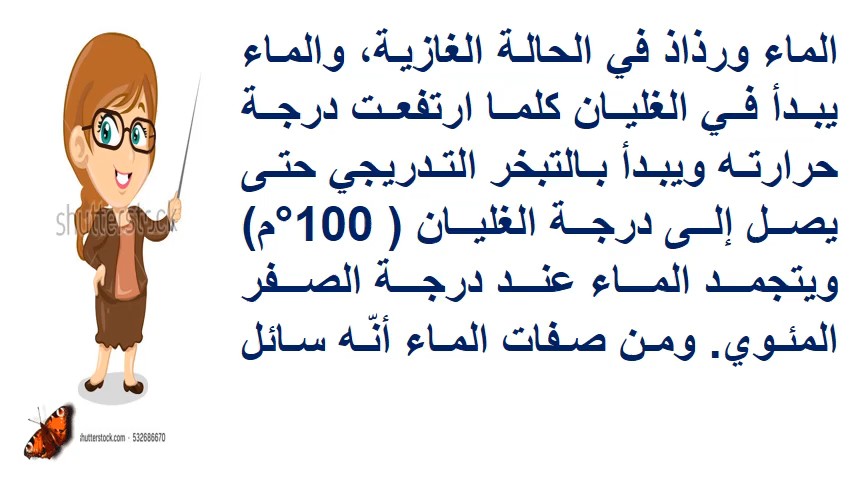 الماء ورذاذ في الحالة الغازية، والماء
يبدأ في الغليان كلما ارتفعت درجة
حرارته ويبدأ بالتبخر التدريجي حتى
يصل إلى درجة الغليان ( 100°م)
ويتجمد الماء عند درجة الصفر
المئوي. ومن صفات الماء أنّه سائل
shutterstock
shutterstock.com · 532686670